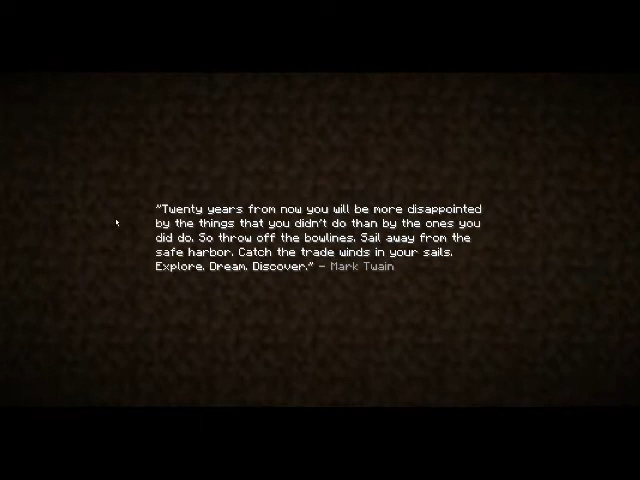 "Twenty years from now you will be more disappointed
by the things that you didn't do than by the ones you
did do. So throw off the bowlines. Sail away from the
safe harbor. Catch the trade winds in your sails.
Explore. Dream. Discover." - Mark Twain